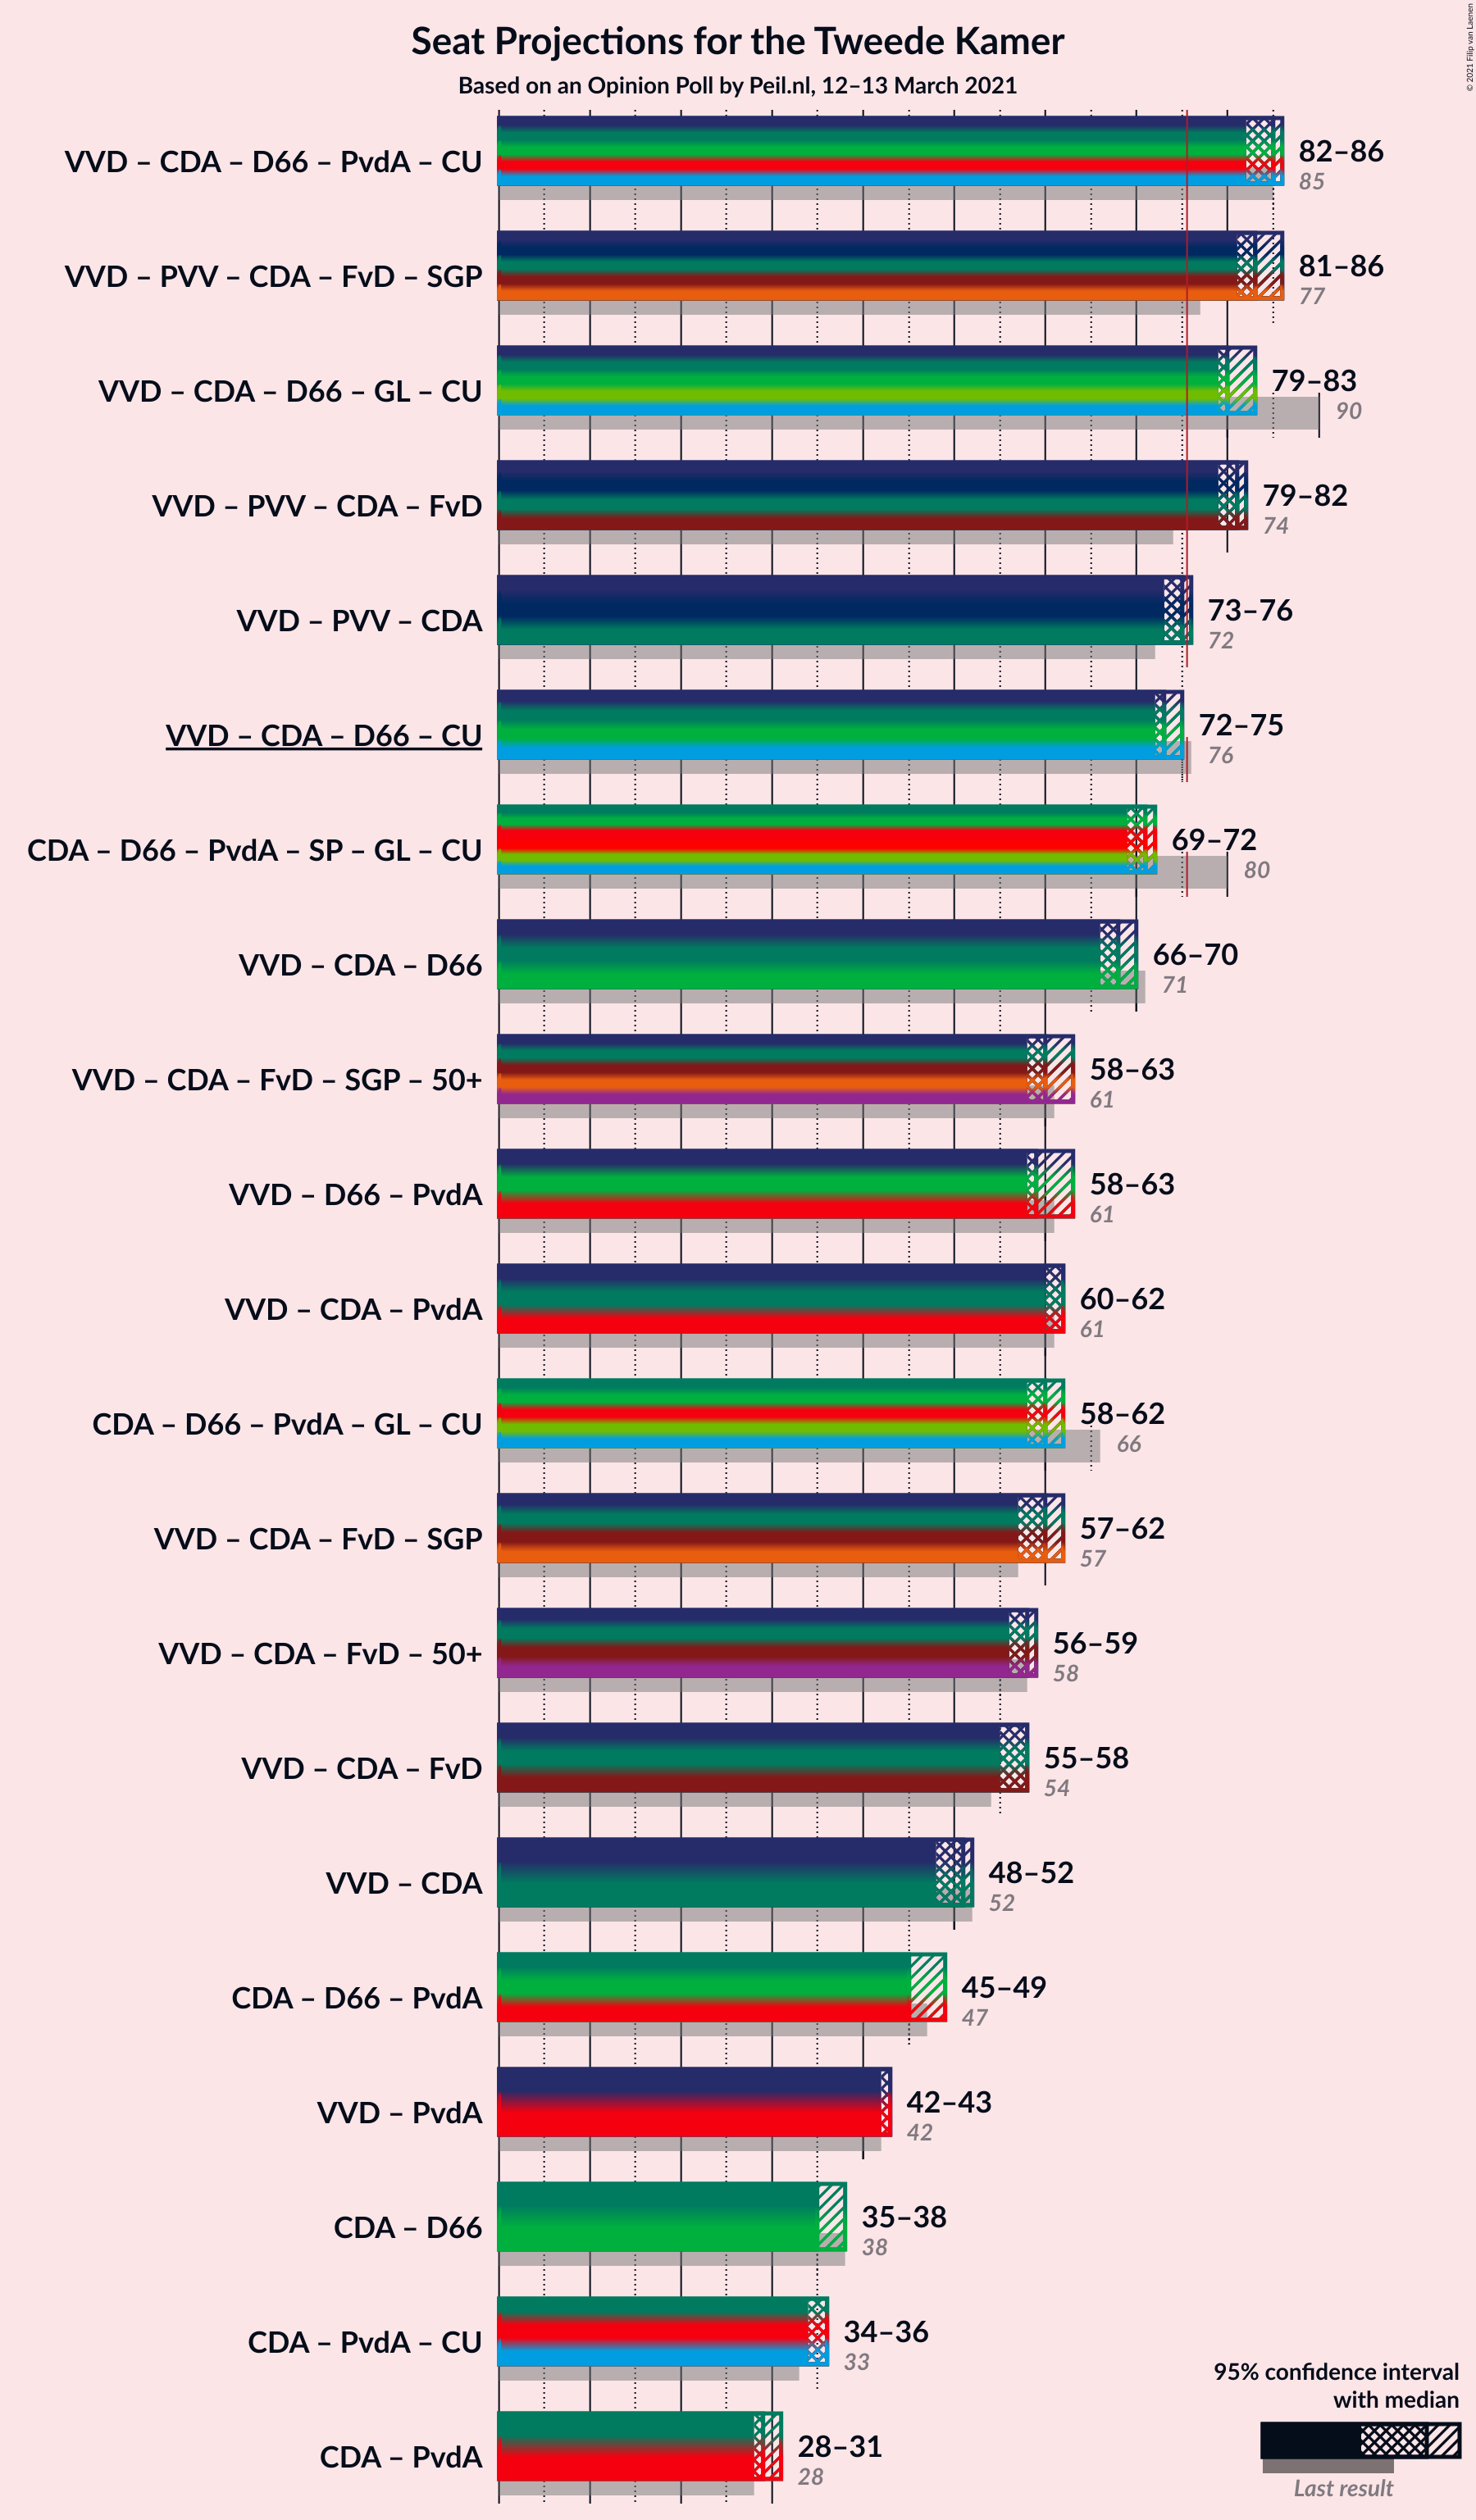 Seat Projections for the Tweede Kamer
Based on an Opinion Poll by Peil.nl, 12–13 March 2021
© 2021 Filip van Laenen
VVD – CDA – D66 – PvdA – CU
82–86
85
VVD – PVV – CDA – FvD – SGP
81–86
77
VVD – CDA – D66 – GL – CU
79–83
90
VVD – PVV – CDA – FvD
79–82
74
VVD – PVV – CDA
73–76
72
VVD – CDA – D66 – CU
72–75
76
CDA – D66 – PvdA – SP – GL – CU
69–72
80
VVD – CDA – D66
66–70
71
VVD – CDA – FvD – SGP – 50+
58–63
61
VVD – D66 – PvdA
58–63
61
VVD – CDA – PvdA
60–62
61
CDA – D66 – PvdA – GL – CU
58–62
66
VVD – CDA – FvD – SGP
57–62
57
VVD – CDA – FvD – 50+
56–59
58
VVD – CDA – FvD
55–58
54
VVD – CDA
48–52
52
CDA – D66 – PvdA
45–49
47
VVD – PvdA
42–43
42
CDA – D66
35–38
38
CDA – PvdA – CU
34–36
33
CDA – PvdA
28–31
28
95% confidence interval
with median
Last result